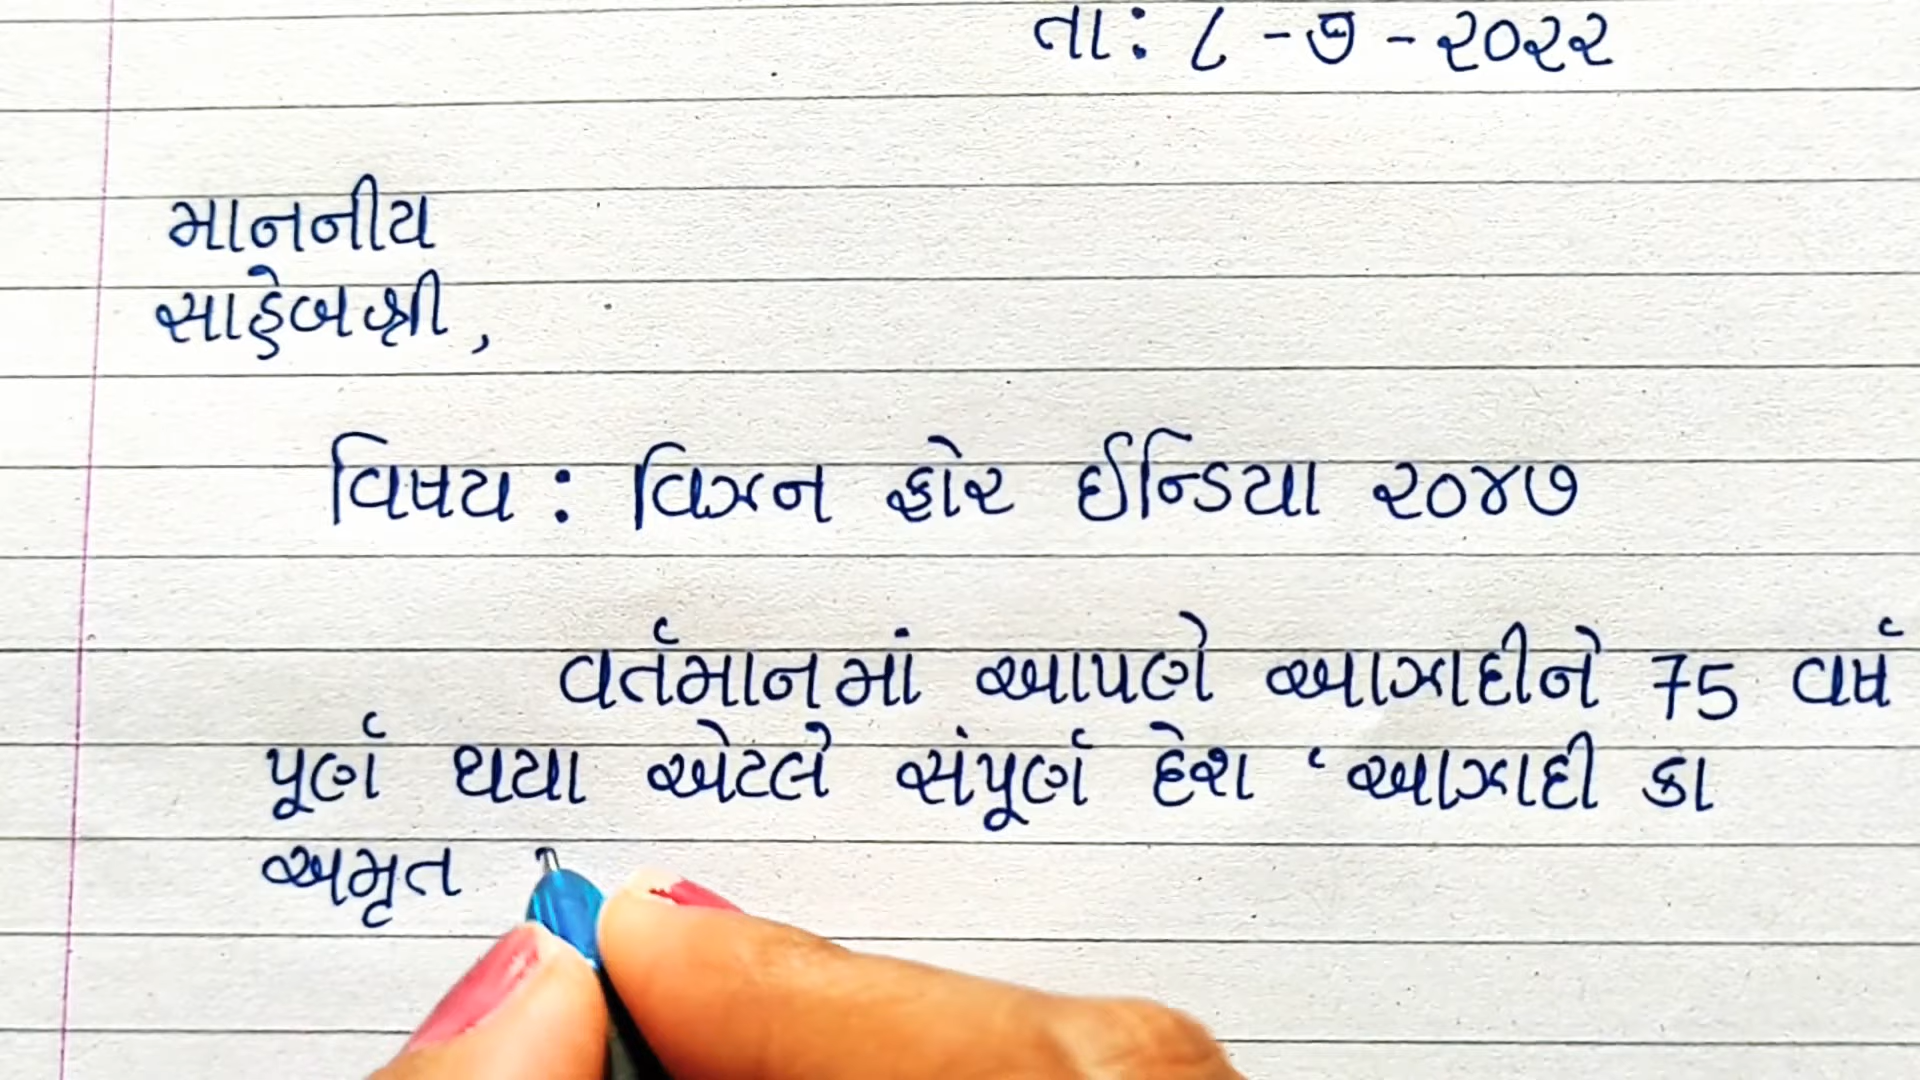 તા: ૮ - ૭ - ૨૦૨૨
માનનીય
સાહેબશ્રી,
વિષય : વિઝન ફોર ઈન્ડિયા ૨૦૪૭
વર્તમાનમાં આપણે આઝાદીને 75 વર્ષ
પૂર્ણ થયા એટલે સંપૂર્ણ દેશ ‘આઝાદી કા
અમૃત